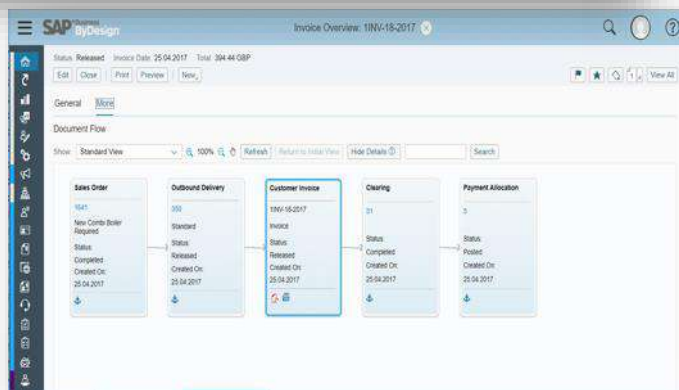 SAP Business
ByDesign
Invoice Overview: 1INV-18-2017
Status: Released Invoice Date: 25.04.2017 Total: 394.44 GBP
Edit Close Print Preview New
View All
General More
Document Flow
Show: Standard View 100% Refresh Return to Initial View Hide Details Search
Sales Order
1641
New Combi Boiler
Required
Status:
Completed
Created On:
25.04.2017
Outbound Delivery
Standard
Status:
Released
Created On:
25.04.2017
Customer Invoice
1INV-18-2017
Invoice
Status:
Released
Created On:
25.04.2017
Clearing
31
Status:
Completed
Created On:
25.04.2017
Payment Allocation
3
Status:
Posted
Created On:
25.04.2017